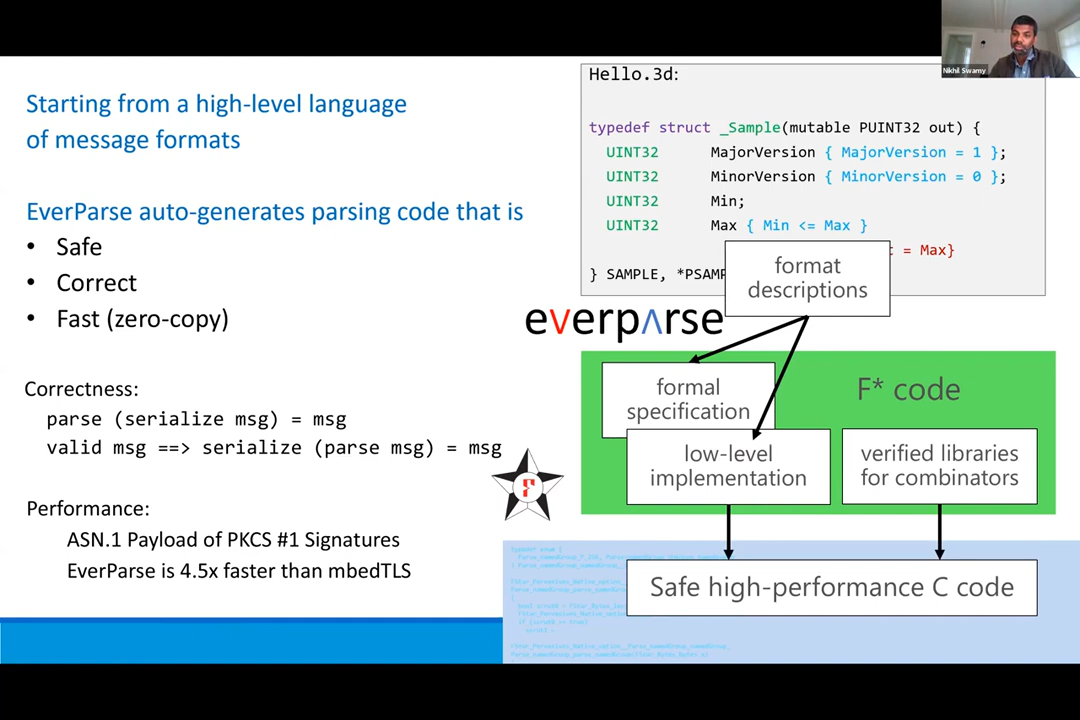 Nikhil Swamy
Starting from a high-level language
of message formats
EverParse auto-generates parsing code that is
• Safe
• Correct
• Fast (zero-copy)
Correctness:
parse (serialize msg) = msg
valid msg ==> serialize (parse msg) = msg
Performance:
ASN.1 Payload of PKCS #1 Signatures
EverParse is 4.5x faster than mbedTLS
Hello.3d:
typedef struct _Sample(mutable PUINT32 out) {
UINT32 MajorVersion { MajorVersion = 1 };
UINT32 MinorVersion { MinorVersion = 0 };
UINT32 Min;
UINT32 Max { Min <= Max }
= Max}
} SAMPLE, *PSAMP
format
descriptions
everparse
F* code
formal
specification
low-level
implementation
verified libraries
for combinators
F
typedef enum {
Safe high-performance C code